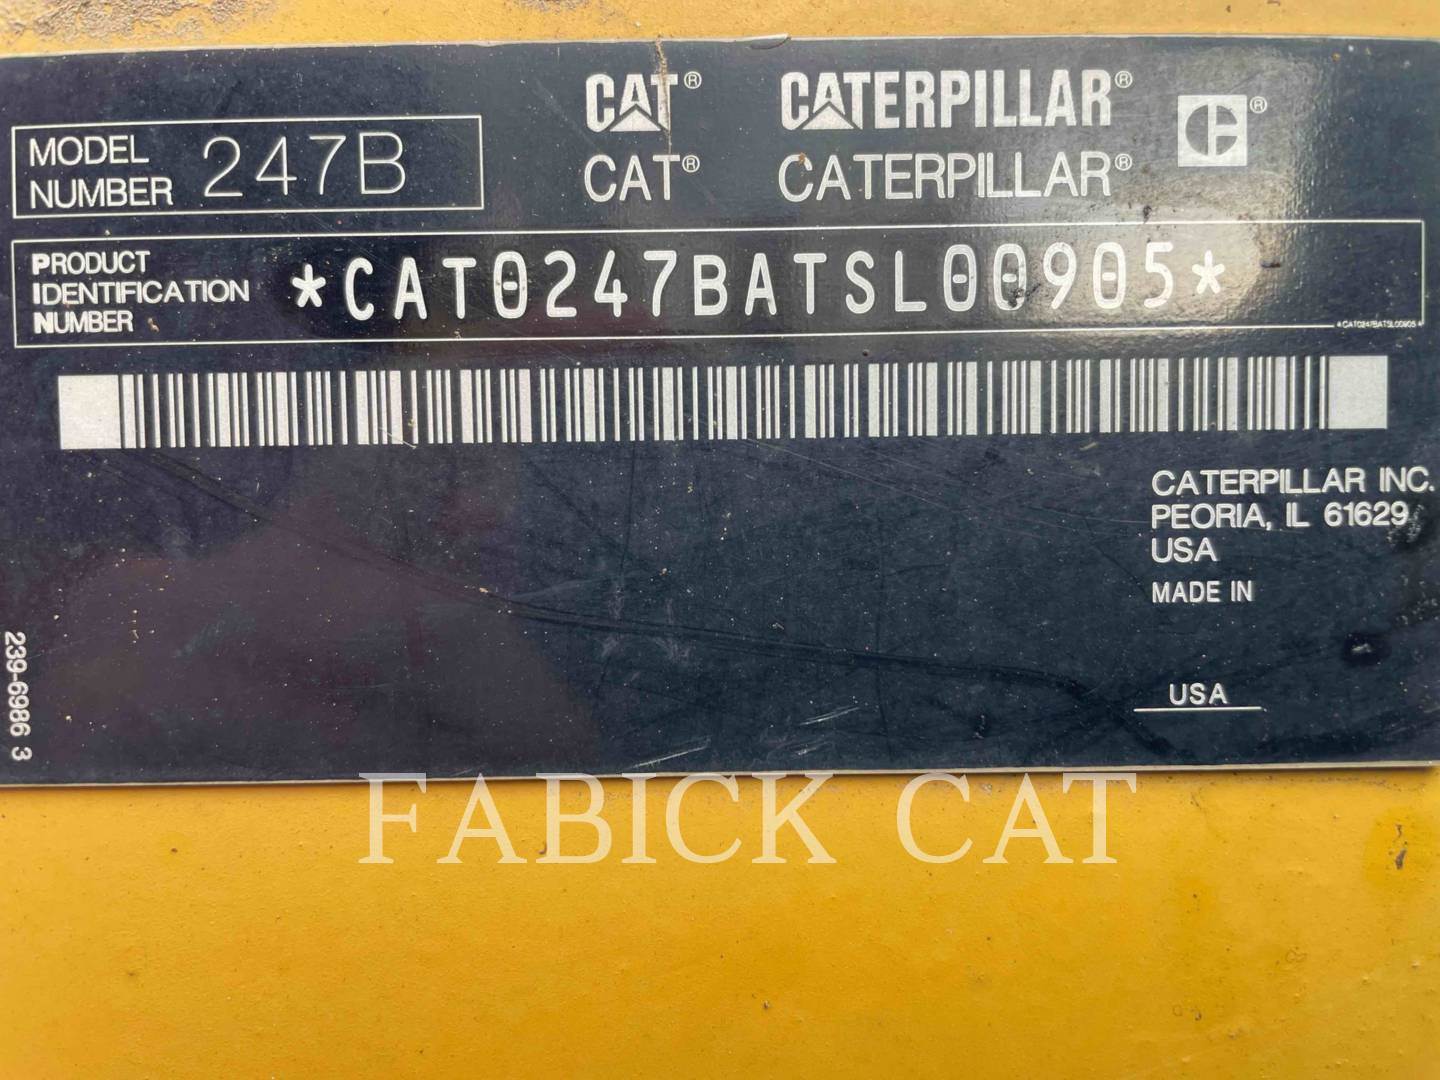 CAT® CATERPILLAR® ®
CAT® CATERPILLAR®
MODEL
NUMBER 247B
PRODUCT
IDENTIFICATION
NUMBER
*CAT0247BATSL00905*
*CAT0247BATSL00905*
CATERPILLAR INC.
PEORIA, IL 61629
USA
MADE IN
USA
239-6986 3
FABICK CAT